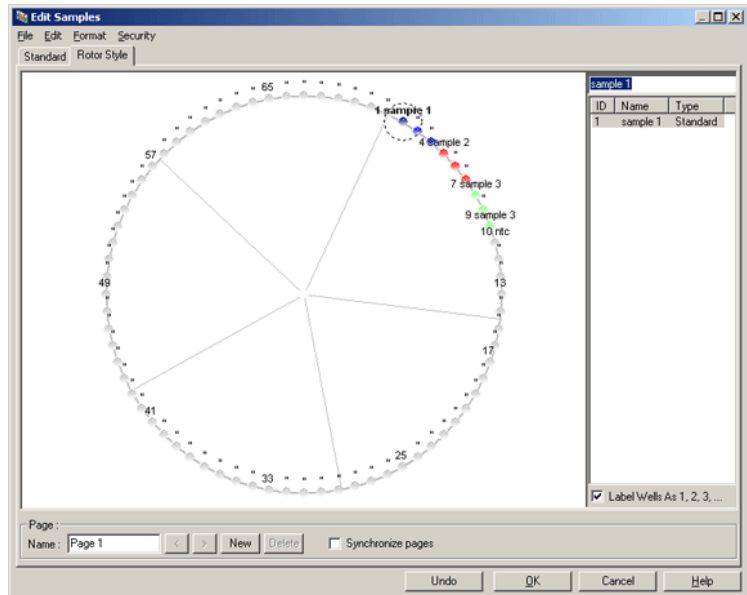 Edit Samples
File Edit Format Security
Standard Rotor Style
sample 1
ID Name Type
1 sample 1 Standard
65
1 sample 1
4 sample 2
57
7 sample 3
9 sample 3
10 ntc
49
13
17
41
25
33
Label Wells As 1, 2, 3, ...
Page :
Name : Page 1 < > New Delete Synchronize pages
Undo OK Cancel Help